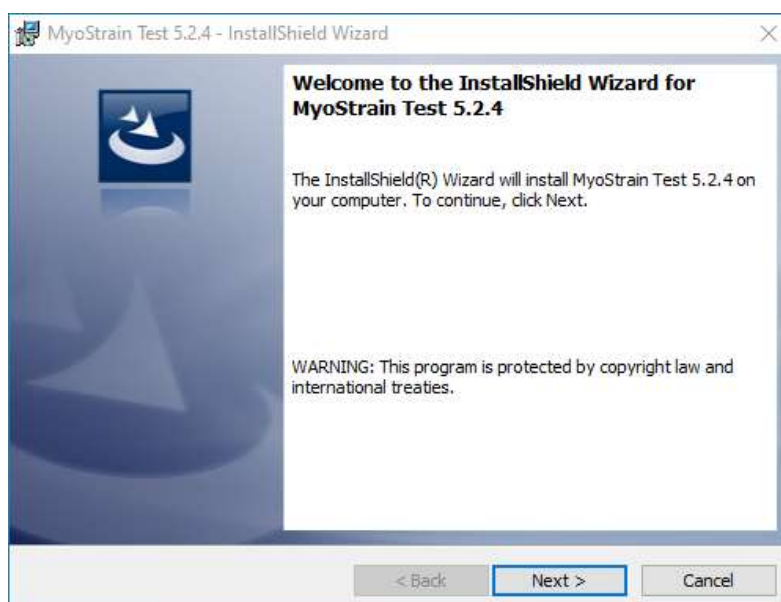 MyoStrain Test 5.2.4 - InstallShield Wizard
Welcome to the InstallShield Wizard for
MyoStrain Test 5.2.4
The InstallShield(R) Wizard will install MyoStrain Test 5.2.4 on
your computer. To continue, click Next.
WARNING: This program is protected by copyright law and
international treaties.
< Back Next > Cancel